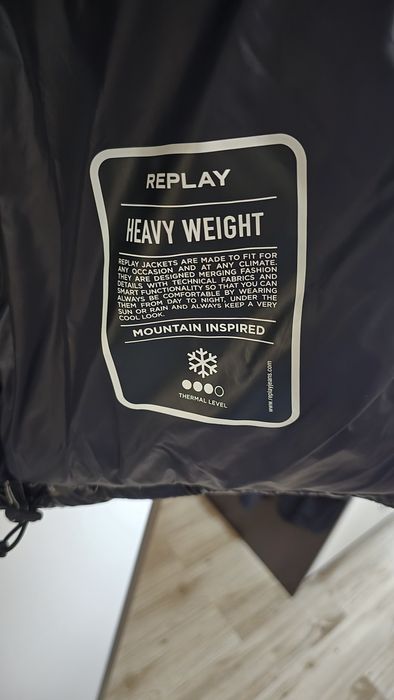 REPLAY
HEAVY WEIGHT
REPLAY JACKETS ARE MADE TO FIT FOR
ANY OCCASION AND AT ANY CLIMATE.
THEY ARE DESIGNED MERGING FASHION
DETAILS WITH TECHNICAL FABRICS AND
SMART FUNCTIONALITY SO THAT YOU CAN
ALWAYS BE COMFORTABLE BY WEARING
THEM FROM DAY TO NIGHT, UNDER THE
SUN OR RAIN AND ALWAYS KEEP A VERY
COOL LOOK.
MOUNTAIN INSPIRED
THERMAL LEVEL
www.replayjeans.com